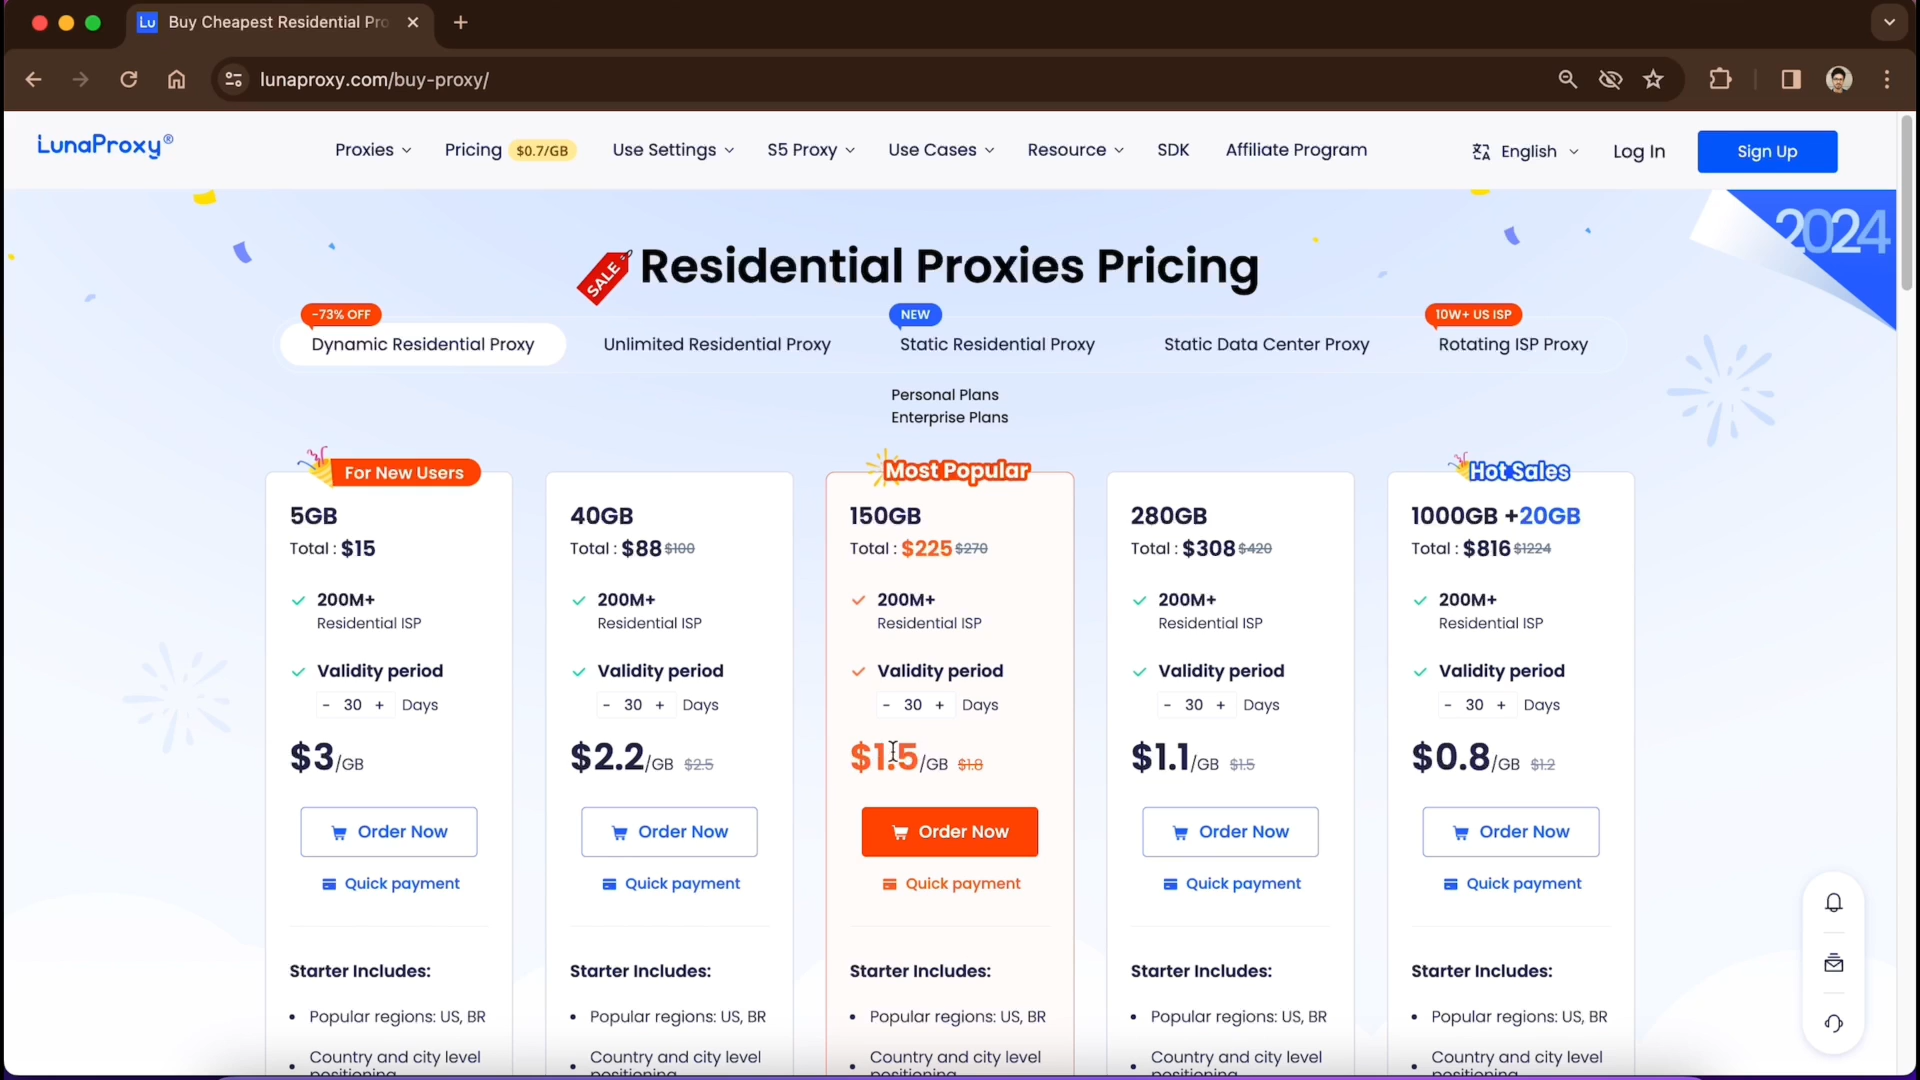 Lu Buy Cheapest Residential Pro
lunaproxy.com/buy-proxy/
LunaProxy®
Proxies
Pricing $0.7/GB
Use Settings
S5 Proxy
Use Cases
Resource
SDK
Affiliate Program
English
Log In
Sign Up
2024
SALE
Residential Proxies Pricing
-73% OFF
NEW
10W+ US ISP
Dynamic Residential Proxy
Unlimited Residential Proxy
Static Residential Proxy
Static Data Center Proxy
Rotating ISP Proxy
Personal Plans
Enterprise Plans
For New Users
5GB
Total : $15
200M+
Residential ISP
Validity period
- 30 + Days
$3/GB
Order Now
Quick payment
Starter Includes:
• Popular regions: US, BR
• Country and city level
positioning
40GB
Total : $88 $100
200M+
Residential ISP
Validity period
- 30 + Days
$2.2/GB $2.5
Order Now
Quick payment
Starter Includes:
• Popular regions: US, BR
• Country and city level
positioning
Most Popular
150GB
Total : $225 $270
200M+
Residential ISP
Validity period
- 30 + Days
$1.5/GB $1.8
Order Now
Quick payment
Starter Includes:
• Popular regions: US, BR
• Country and city level
positioning
280GB
Total : $308 $420
200M+
Residential ISP
Validity period
- 30 + Days
$1.1/GB $1.5
Order Now
Quick payment
Starter Includes:
• Popular regions: US, BR
• Country and city level
positioning
Hot Sales
1000GB +20GB
Total : $816 $1224
200M+
Residential ISP
Validity period
- 30 + Days
$0.8/GB $1.2
Order Now
Quick payment
Starter Includes:
• Popular regions: US, BR
• Country and city level
positioning